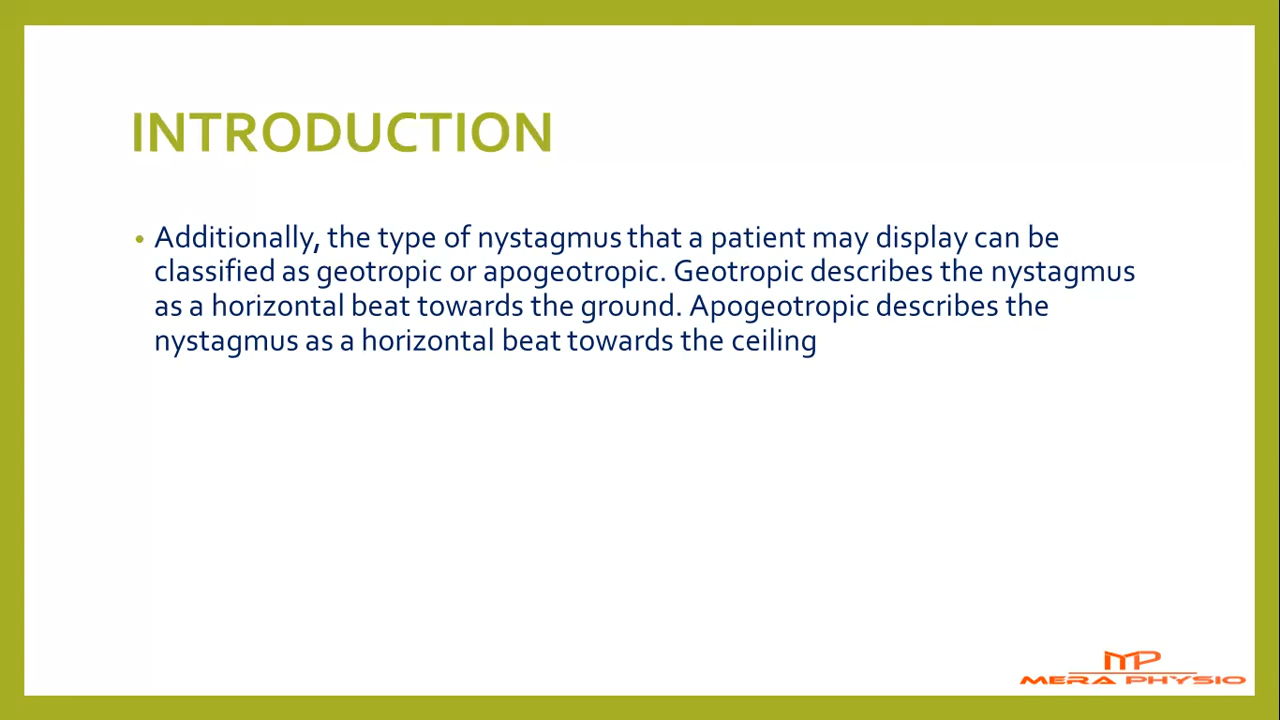 INTRODUCTION
• Additionally, the type of nystagmus that a patient may display can be
classified as geotropic or apogeotropic. Geotropic describes the nystagmus
as a horizontal beat towards the ground. Apogeotropic describes the
nystagmus as a horizontal beat towards the ceiling
MP
MERA PHYSIO